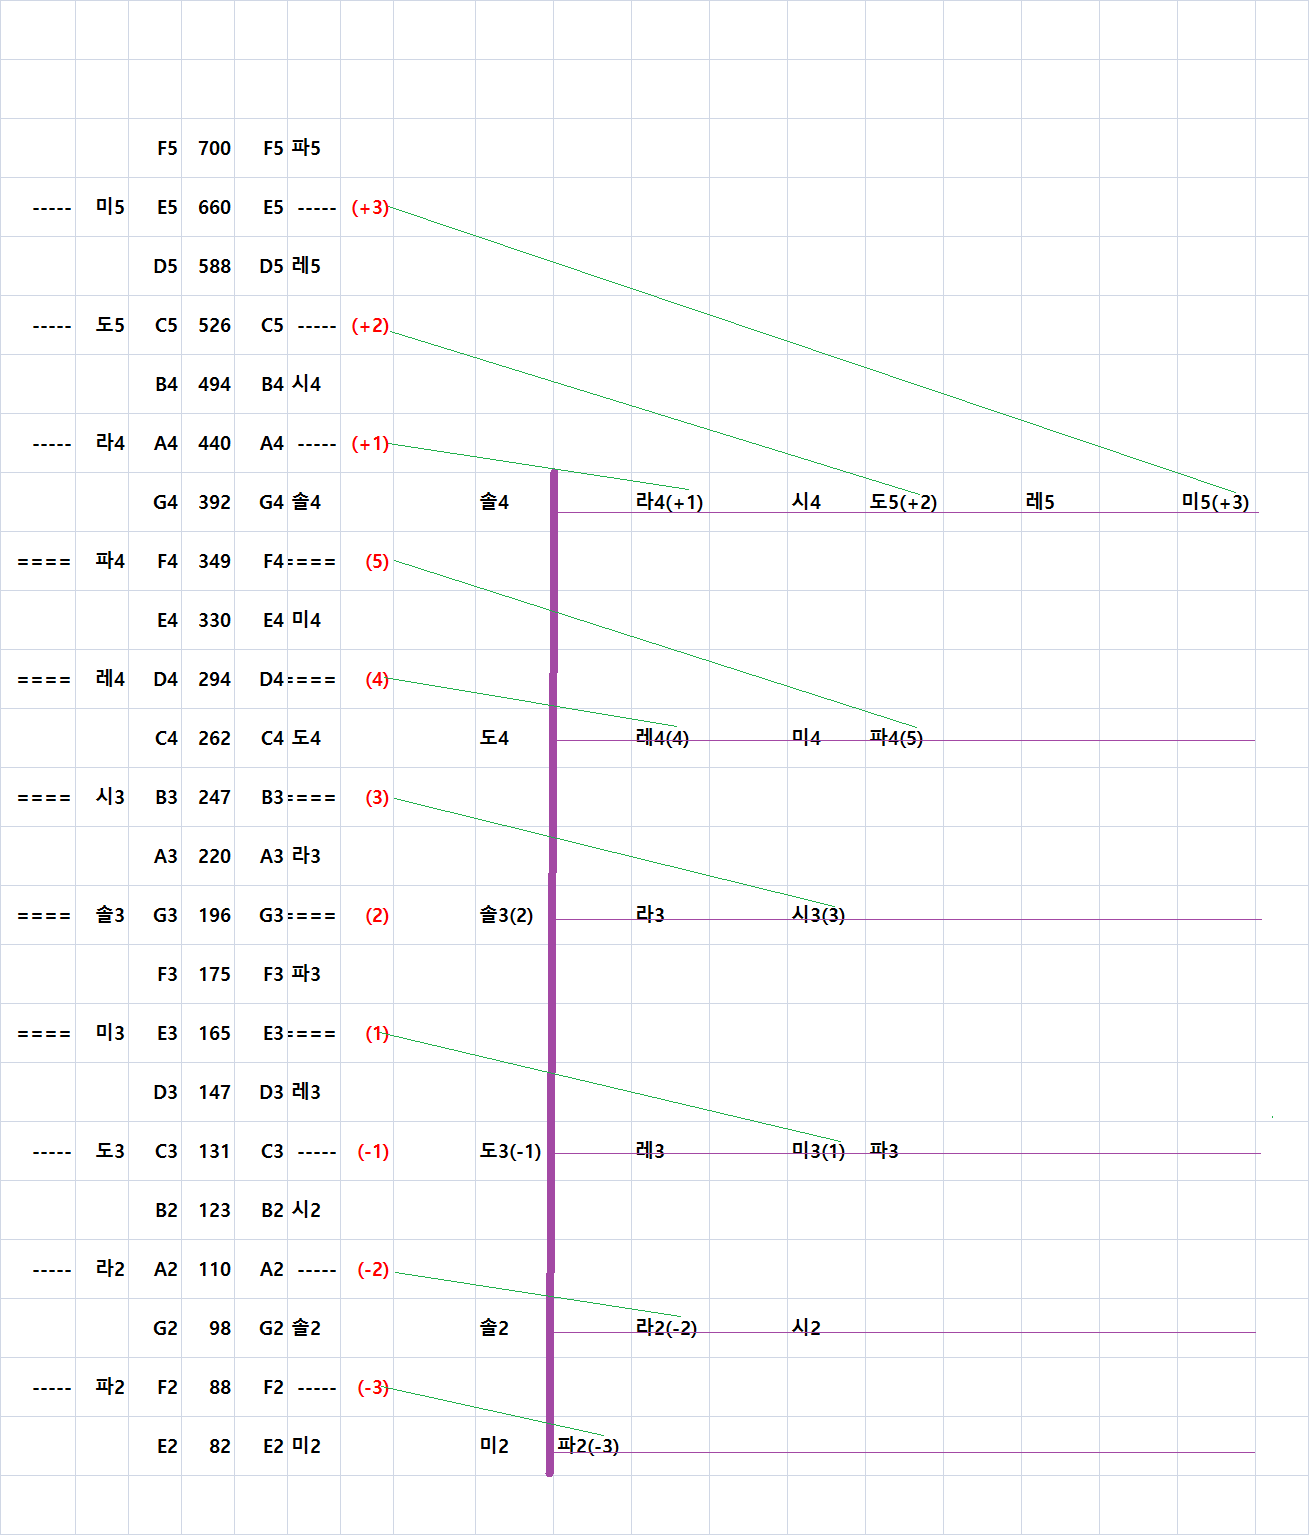 F5 700 F5 파5
----- 미5 E5 660 E5 ----- (+3)
D5 588 D5 레5
----- 도5 C5 526 C5 ----- (+2)
B4 494 B4 시4
----- 라4 A4 440 A4 ----- (+1)
G4 392 G4 솔4 솔4 라4(+1) 시4 도5(+2) 레5 미5(+3)
==== 파4 F4 349 F4 ==== (5)
E4 330 E4 미4
==== 레4 D4 294 D4 ==== (4)
C4 262 C4 도4 도4 레4(4) 미4 파4(5)
==== 시3 B3 247 B3 ==== (3)
A3 220 A3 라3
==== 솔3 G3 196 G3 ==== (2) 솔3(2) 라3 시3(3)
F3 175 F3 파3
==== 미3 E3 165 E3 ==== (1)
D3 147 D3 레3
----- 도3 C3 131 C3 ----- (-1) 도3(-1) 레3 미3(1) 파3
B2 123 B2 시2
----- 라2 A2 110 A2 ----- (-2)
G2 98 G2 솔2 솔2 라2(-2) 시2
----- 파2 F2 88 F2 ----- (-3)
E2 82 E2 미2 미2 파2(-3)